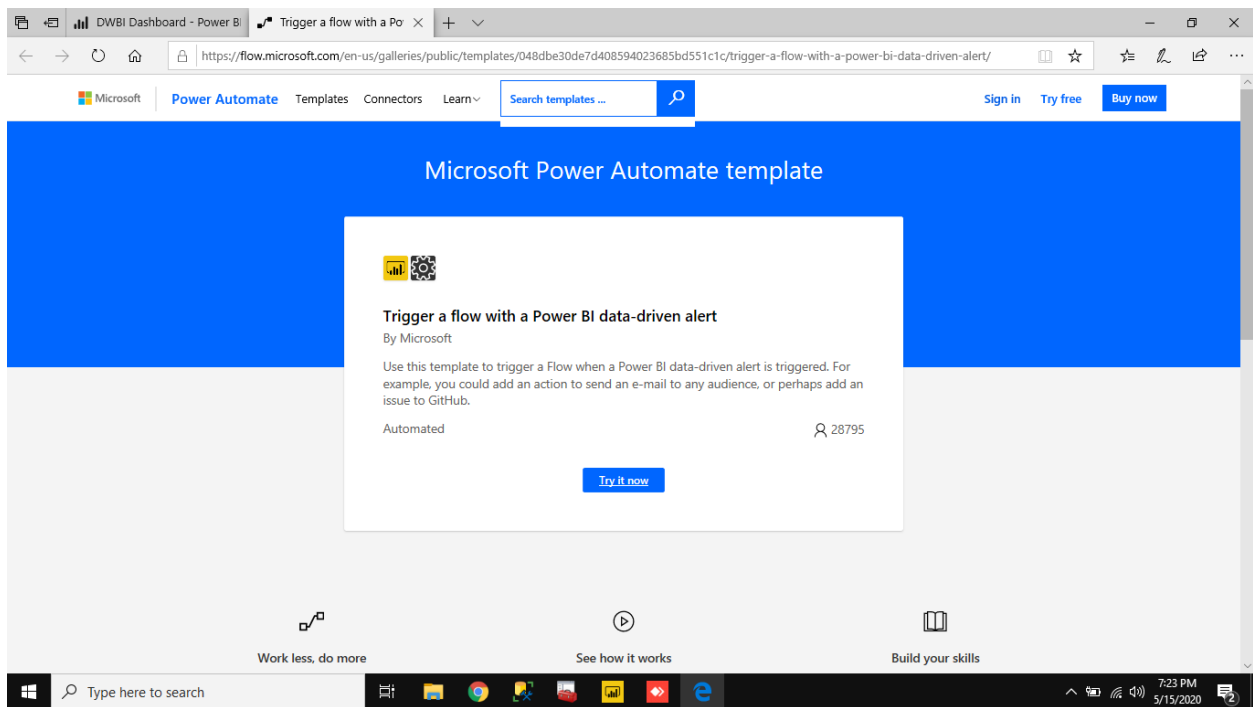 DWBI Dashboard - Power BI
Trigger a flow with a Po
https://flow.microsoft.com/en-us/galleries/public/templates/048dbe30de7d408594023685bd551c1c/trigger-a-flow-with-a-power-bi-data-driven-alert/
Microsoft
Power Automate
Templates
Connectors
Learn
Search templates ...
Sign in
Try free
Buy now
Microsoft Power Automate template
Trigger a flow with a Power BI data-driven alert
By Microsoft
Use this template to trigger a Flow when a Power BI data-driven alert is triggered. For
example, you could add an action to send an e-mail to any audience, or perhaps add an
issue to GitHub.
Automated
28795
Try it now
Work less, do more
See how it works
Build your skills
Type here to search
7:23 PM
5/15/2020
2